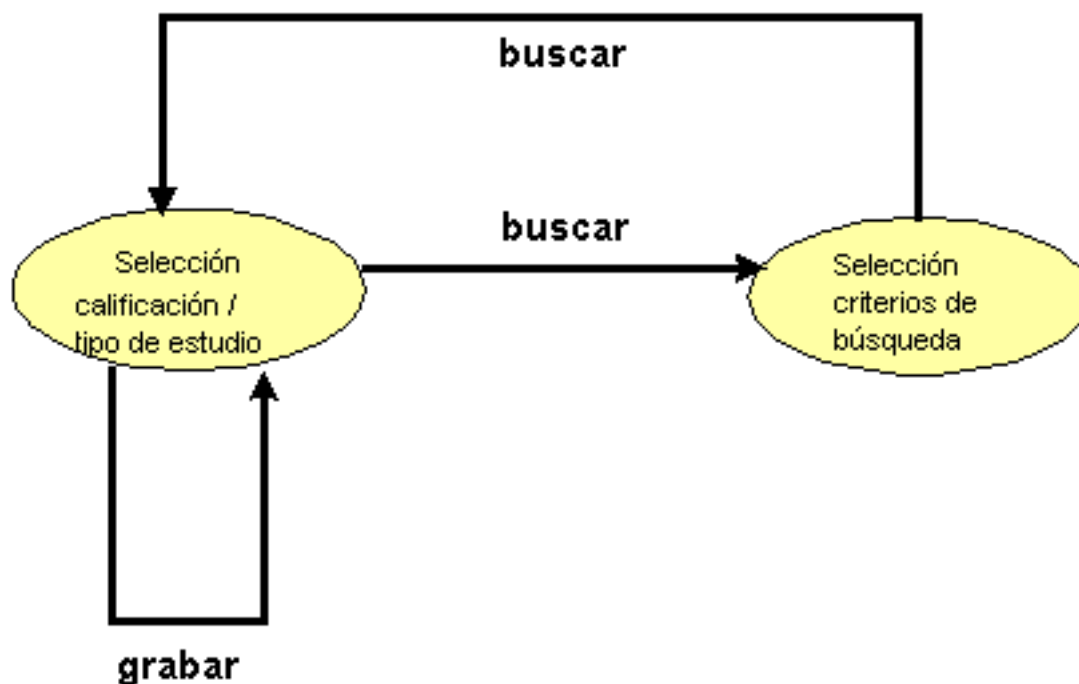 buscar
buscar
Selección
calificación /
tipo de estudio
Selección
criterios de
búsqueda
grabar